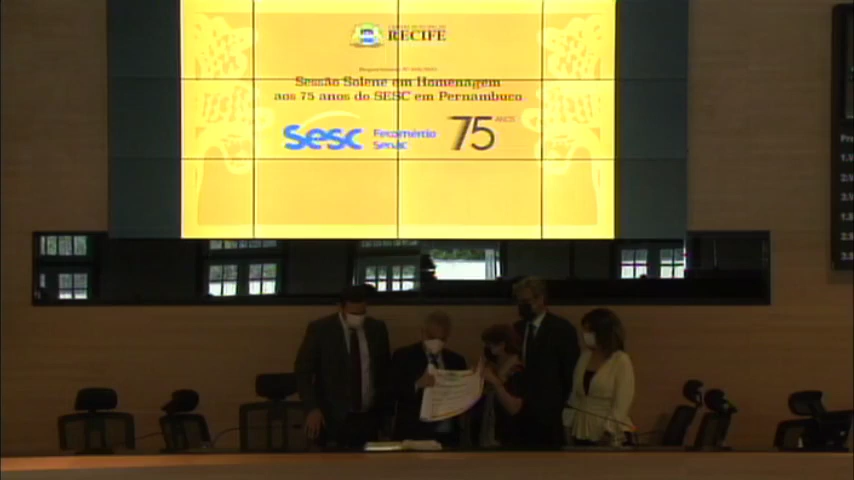 RECIFE
Sessão Solene em Homenagem
aos 75 anos do SESC em Pernambuco
Sesc
Fecomércio
Senac
75
ANOS